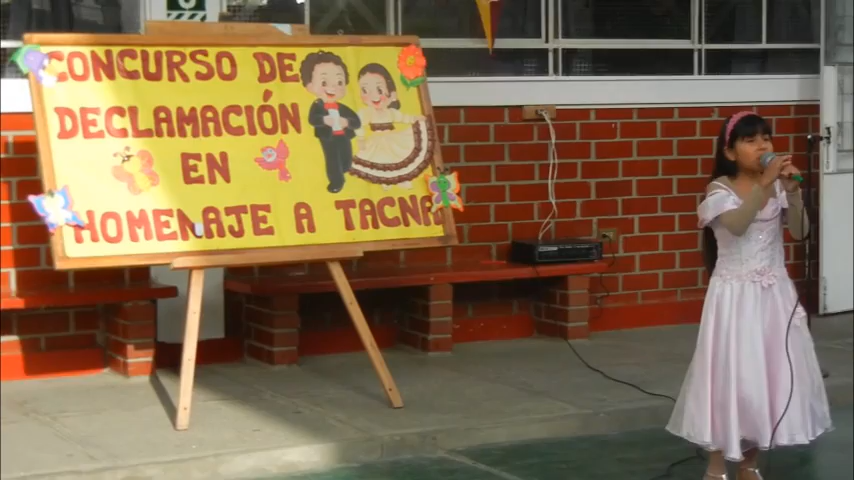 CONCURSO DE
DECLAMACIÓN
EN
HOMENAJE A TACNA
S